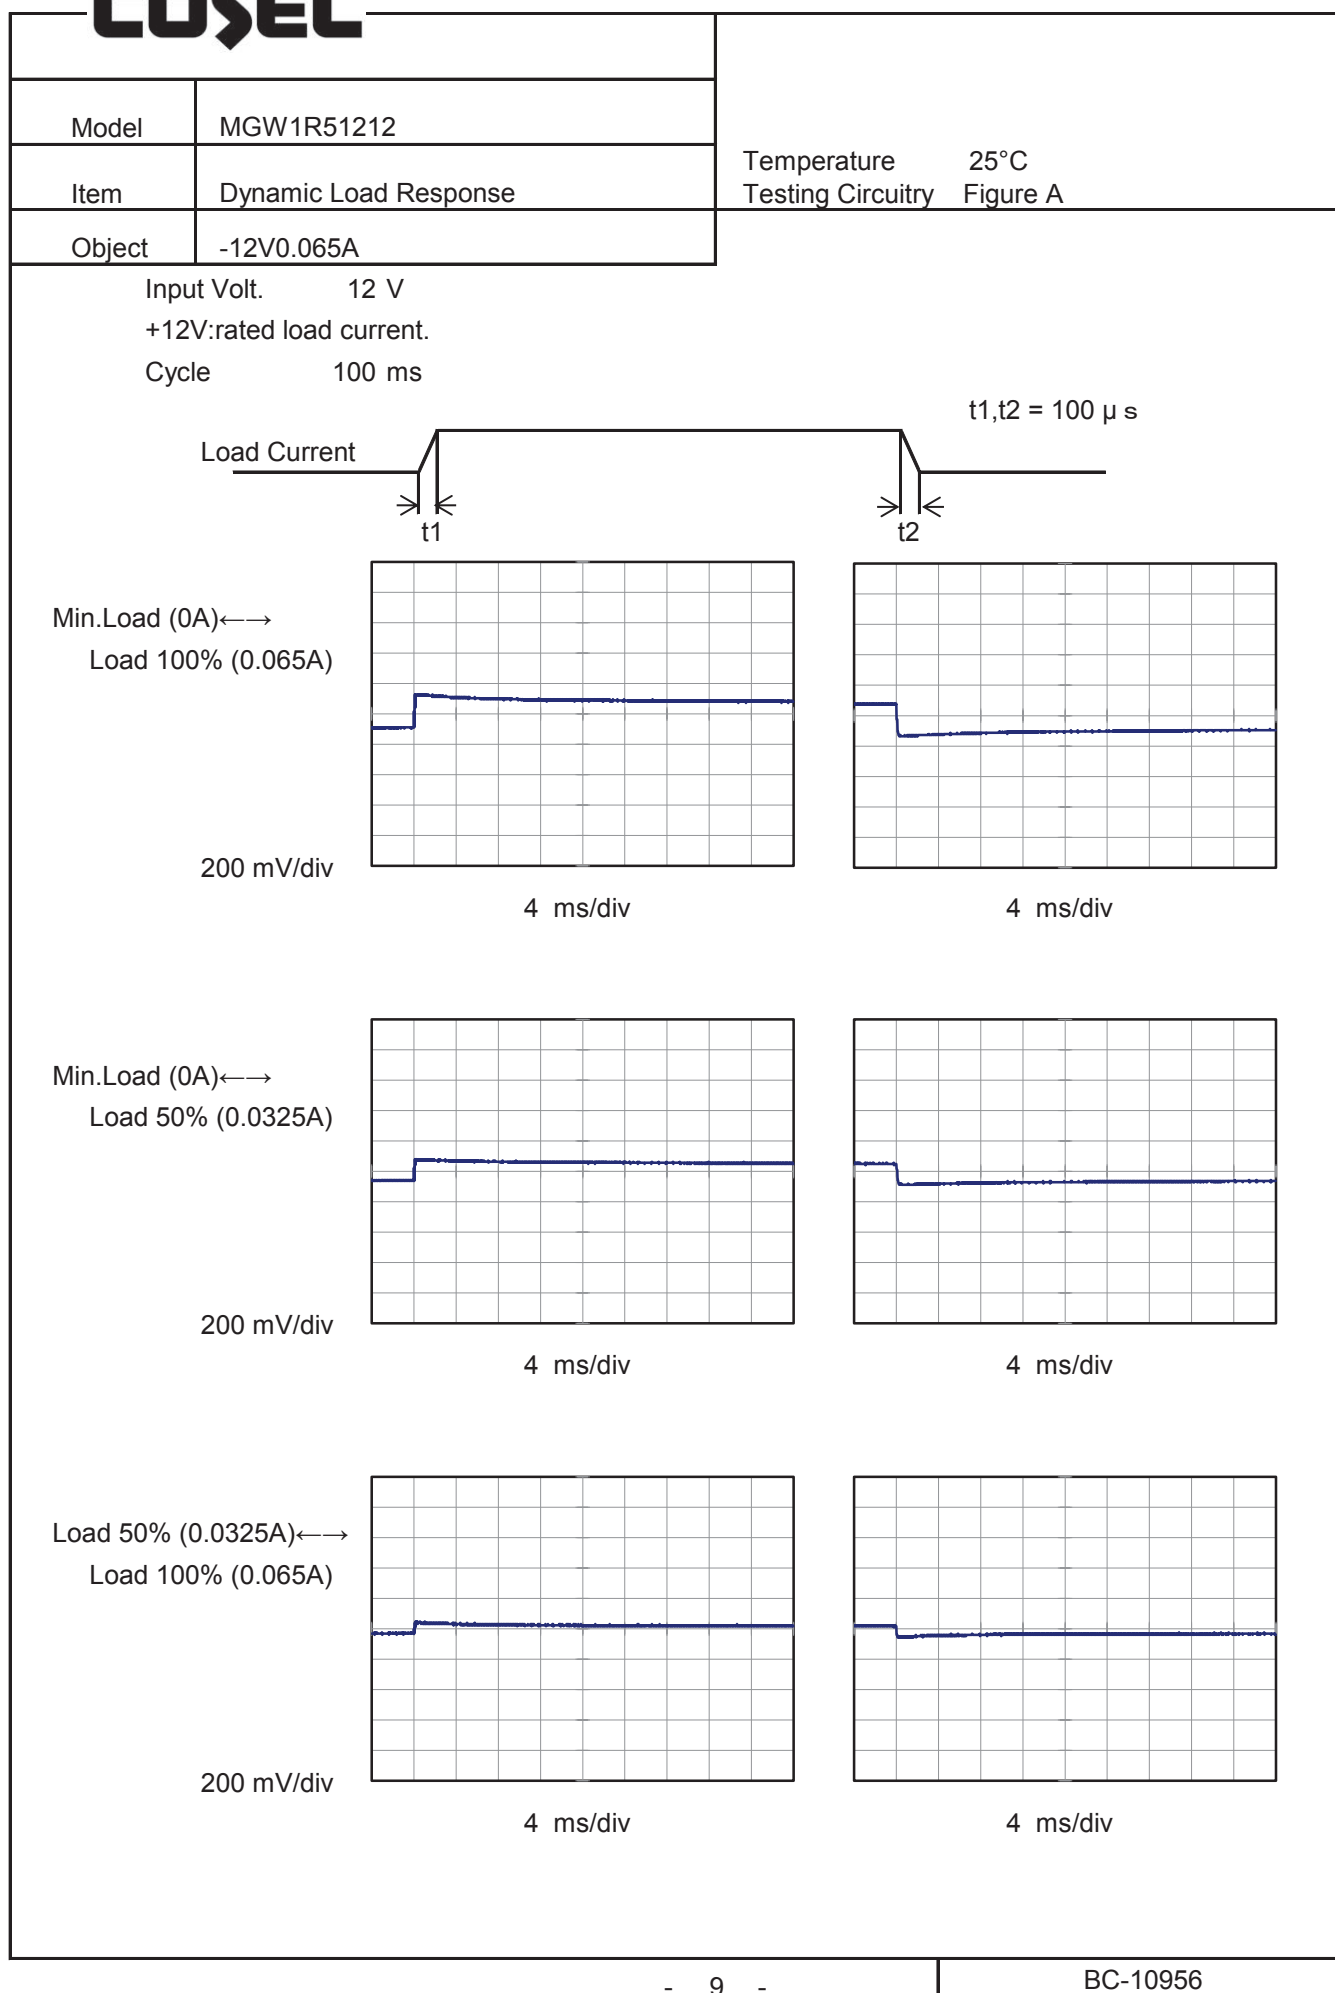 COSEL
Model MGW1R51212
Temperature 25°C
Item Dynamic Load Response
Testing Circuitry Figure A
Object -12V0.065A
Input Volt. 12 V
+12V:rated load current.
Cycle 100 ms
t1,t2 = 100 μ s
Load Current
t1 t2
Min.Load (0A)←→
Load 100% (0.065A)
200 mV/div
4 ms/div 4 ms/div
Min.Load (0A)←→
Load 50% (0.0325A)
200 mV/div
4 ms/div 4 ms/div
Load 50% (0.0325A)←→
Load 100% (0.065A)
200 mV/div
4 ms/div 4 ms/div
- 9 -
BC-10956